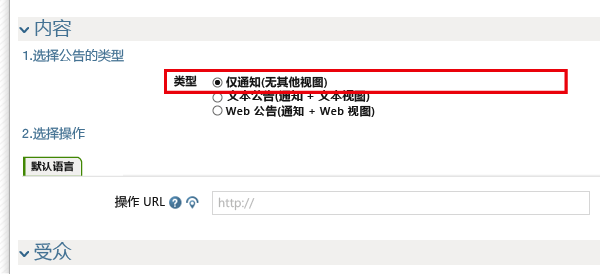 内容
1.选择公告的类型
类型 仅通知(无其他视图)
文本公告(通知 + 文本视图)
Web 公告(通知 + Web 视图)
2.选择操作
默认语言
操作 URL ? http://
受众